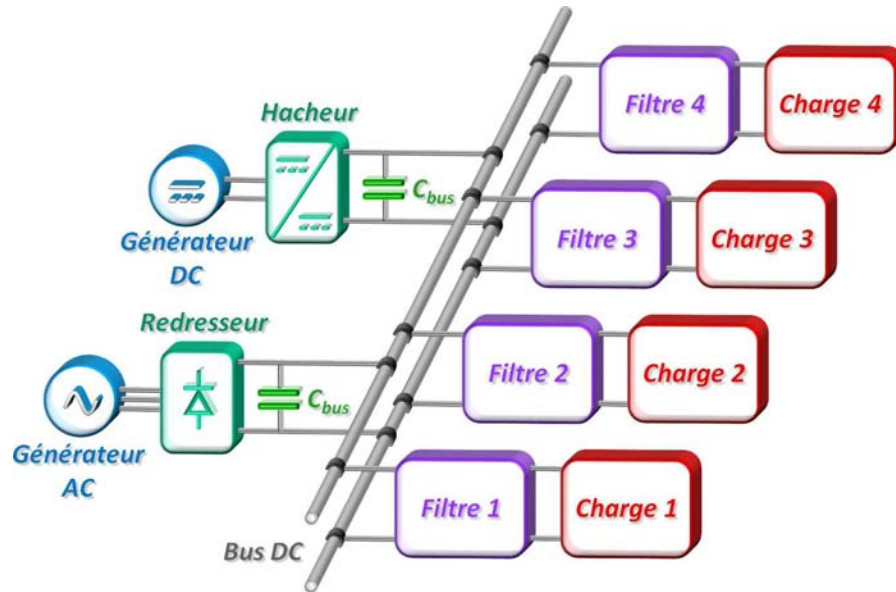 Filtre 4
Charge 4
Hacheur
C_bus
Générateur
DC
Filtre 3
Charge 3
Redresseur
Filtre 2
Charge 2
C_bus
Générateur
AC
Filtre 1
Charge 1
Bus DC